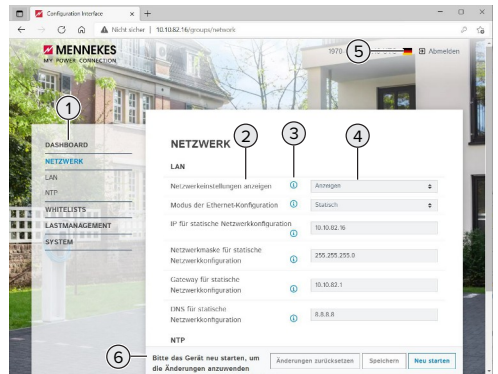 Configuration Interface
Nicht sicher | 10.10.82.16/groups/network
MENNEKES
MY POWER CONNECTION
1970-
5
Abmelden
1
2
3
4
DASHBOARD
NETZWERK
LAN
NTP
WHITELISTS
LASTMANAGEMENT
SYSTEM
NETZWERK
LAN
Netzwerkeinstellungen anzeigen
Anzeigen
Modus der Ethernet-Konfiguration
Statisch
IP für statische Netzwerkkonfiguration
10.10.82.16
Netzwerkmaske für statische
Netzwerkkonfiguration
255.255.255.0
Gateway für statische
Netzwerkkonfiguration
10.10.82.1
DNS für statische
Netzwerkkonfiguration
8.8.8.8
NTP
6
Bitte das Gerät neu starten, um
die Änderungen anzuwenden
Änderungen zurücksetzen
Speichern
Neu starten